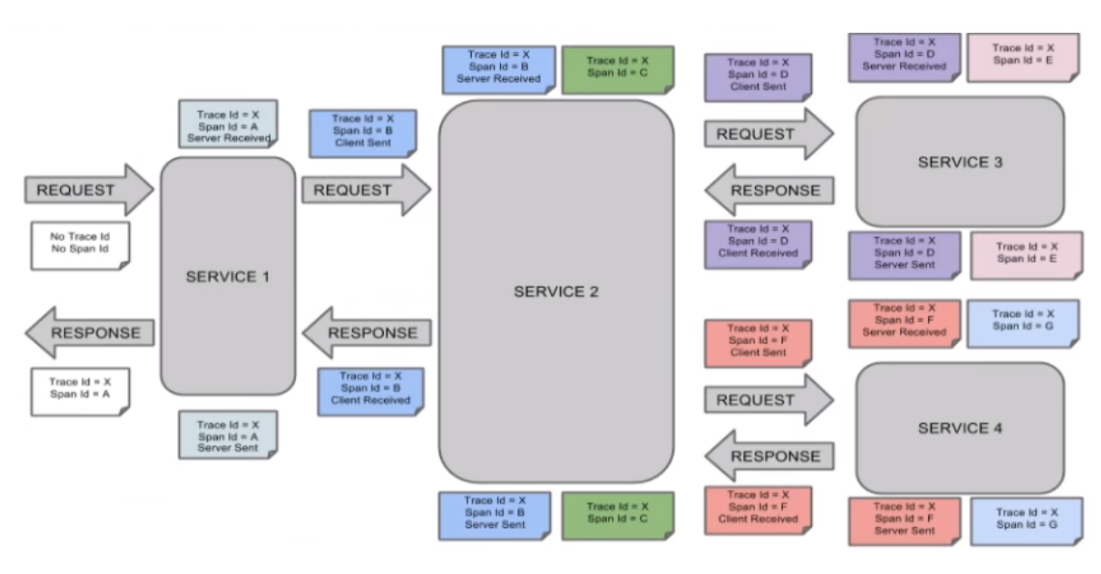 Trace Id = X
Span Id = A
Server Received
REQUEST
No Trace Id
No Span Id
SERVICE 1
RESPONSE
Trace Id = X
Span Id = A
Trace Id = X
Span Id = A
Server Sent
Trace Id = X
Span Id = B
Client Sent
REQUEST
RESPONSE
Trace Id = X
Span Id = B
Client Received
Trace Id = X
Span Id = B
Server Received
Trace Id = X
Span Id = C
SERVICE 2
Trace Id = X
Span Id = B
Server Sent
Trace Id = X
Span Id = C
Trace Id = X
Span Id = D
Client Sent
REQUEST
RESPONSE
Trace Id = X
Span Id = D
Client Received
Trace Id = X
Span Id = D
Server Received
Trace Id = X
Span Id = E
SERVICE 3
Trace Id = X
Span Id = D
Server Sent
Trace Id = X
Span Id = E
Trace Id = X
Span Id = F
Client Sent
REQUEST
RESPONSE
Trace Id = X
Span Id = F
Client Received
Trace Id = X
Span Id = F
Server Received
Trace Id = X
Span Id = G
SERVICE 4
Trace Id = X
Span Id = F
Server Sent
Trace Id = X
Span Id = G